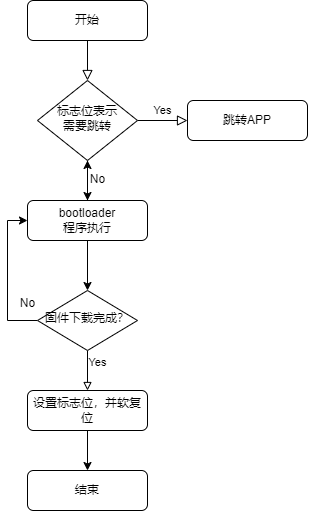 开始
标志位表示
需要跳转
Yes
跳转APP
No
bootloader
程序执行
No
固件下载完成？
Yes
设置标志位，并软复
位
结束